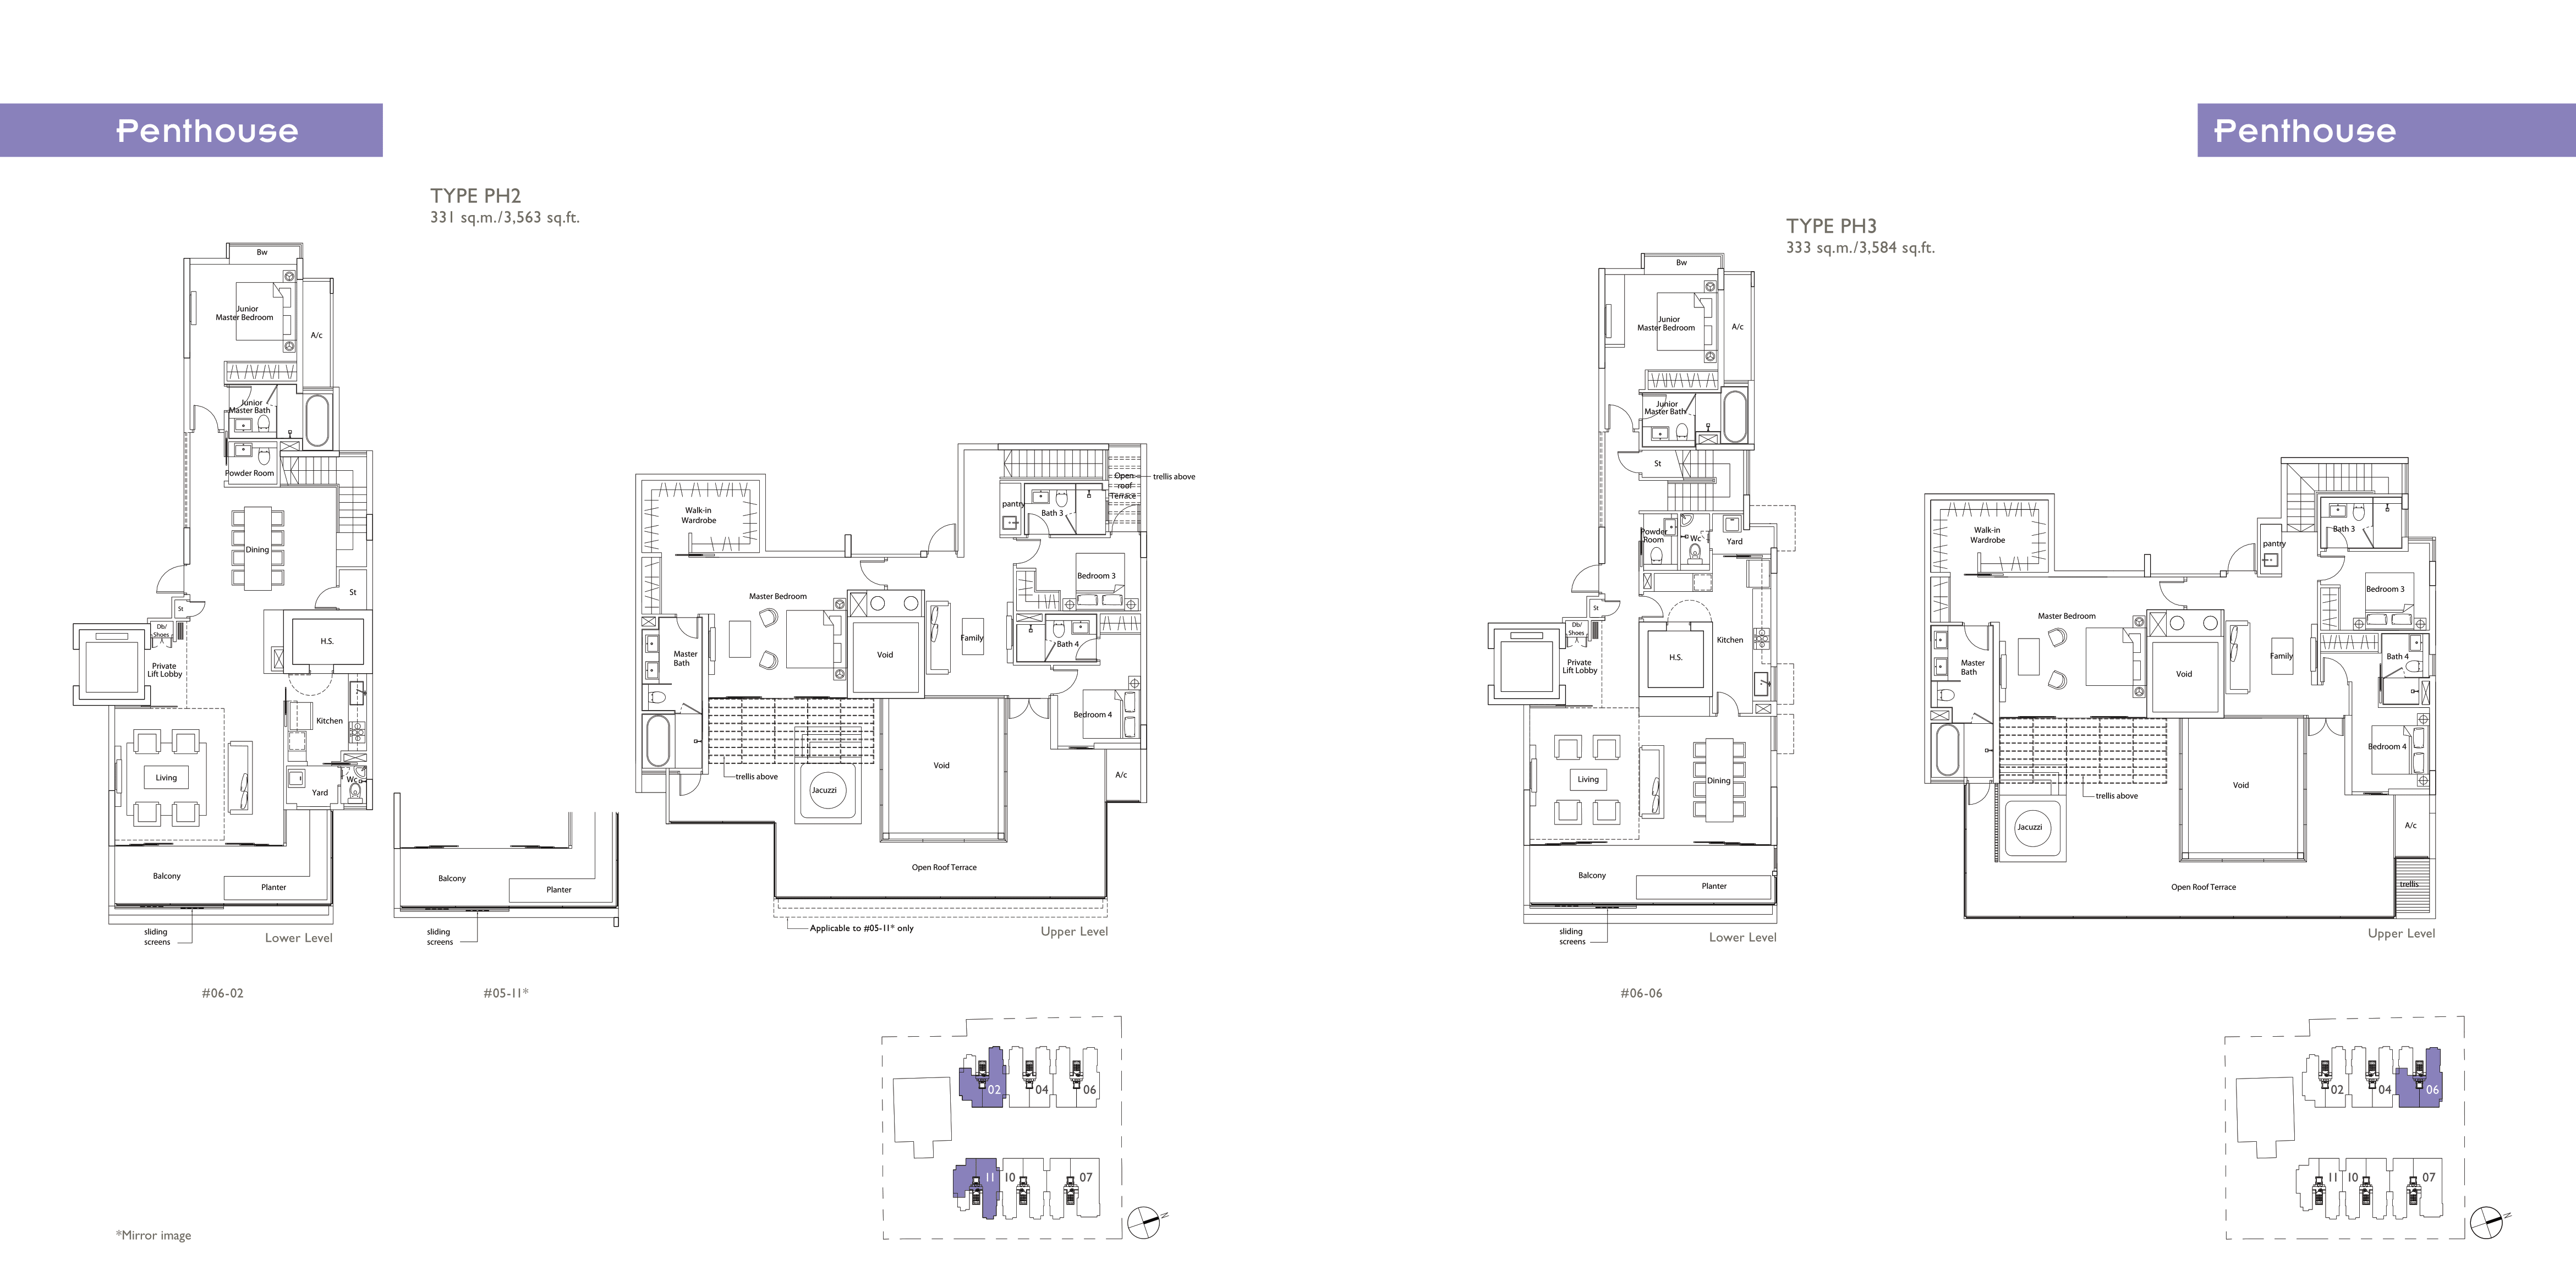 Penthouse
Penthouse
TYPE PH2
331 sq.m./3,563 sq.ft.
Bw
Junior
Master Bedroom
A/c
Junior
Master Bath
Powder Room
Dining
St
St
Db/
Shoes
H.S.
Private
Lift Lobby
Kitchen
Living
Wc
Yard
Balcony
Planter
sliding
screens
Lower Level
#06-02
Balcony
Planter
sliding
screens
#05-11*
Open
roof
Terrace
trellis above
pantry
Bath 3
Walk-in
Wardrobe
Bedroom 3
Master Bedroom
Family
Bath 4
Void
Master
Bath
Bedroom 4
Void
trellis above
A/c
Jacuzzi
Open Roof Terrace
Applicable to #05-11* only
Upper Level
02
04
06
11
10
07
N
*Mirror image
TYPE PH3
333 sq.m./3,584 sq.ft.
Bw
Junior
Master Bedroom
A/c
Junior
Master Bath
St
Powder
Room
Wc
Yard
St
Db/
Shoes
Kitchen
H.S.
Private
Lift Lobby
Living
Dining
Balcony
Planter
sliding
screens
Lower Level
#06-06
Walk-in
Wardrobe
Bath 3
pantry
Bedroom 3
Master Bedroom
Family
Bath 4
Master
Bath
Void
Bedroom 4
Void
trellis above
Jacuzzi
A/c
trellis
Open Roof Terrace
Upper Level
02
04
06
11
10
07
N